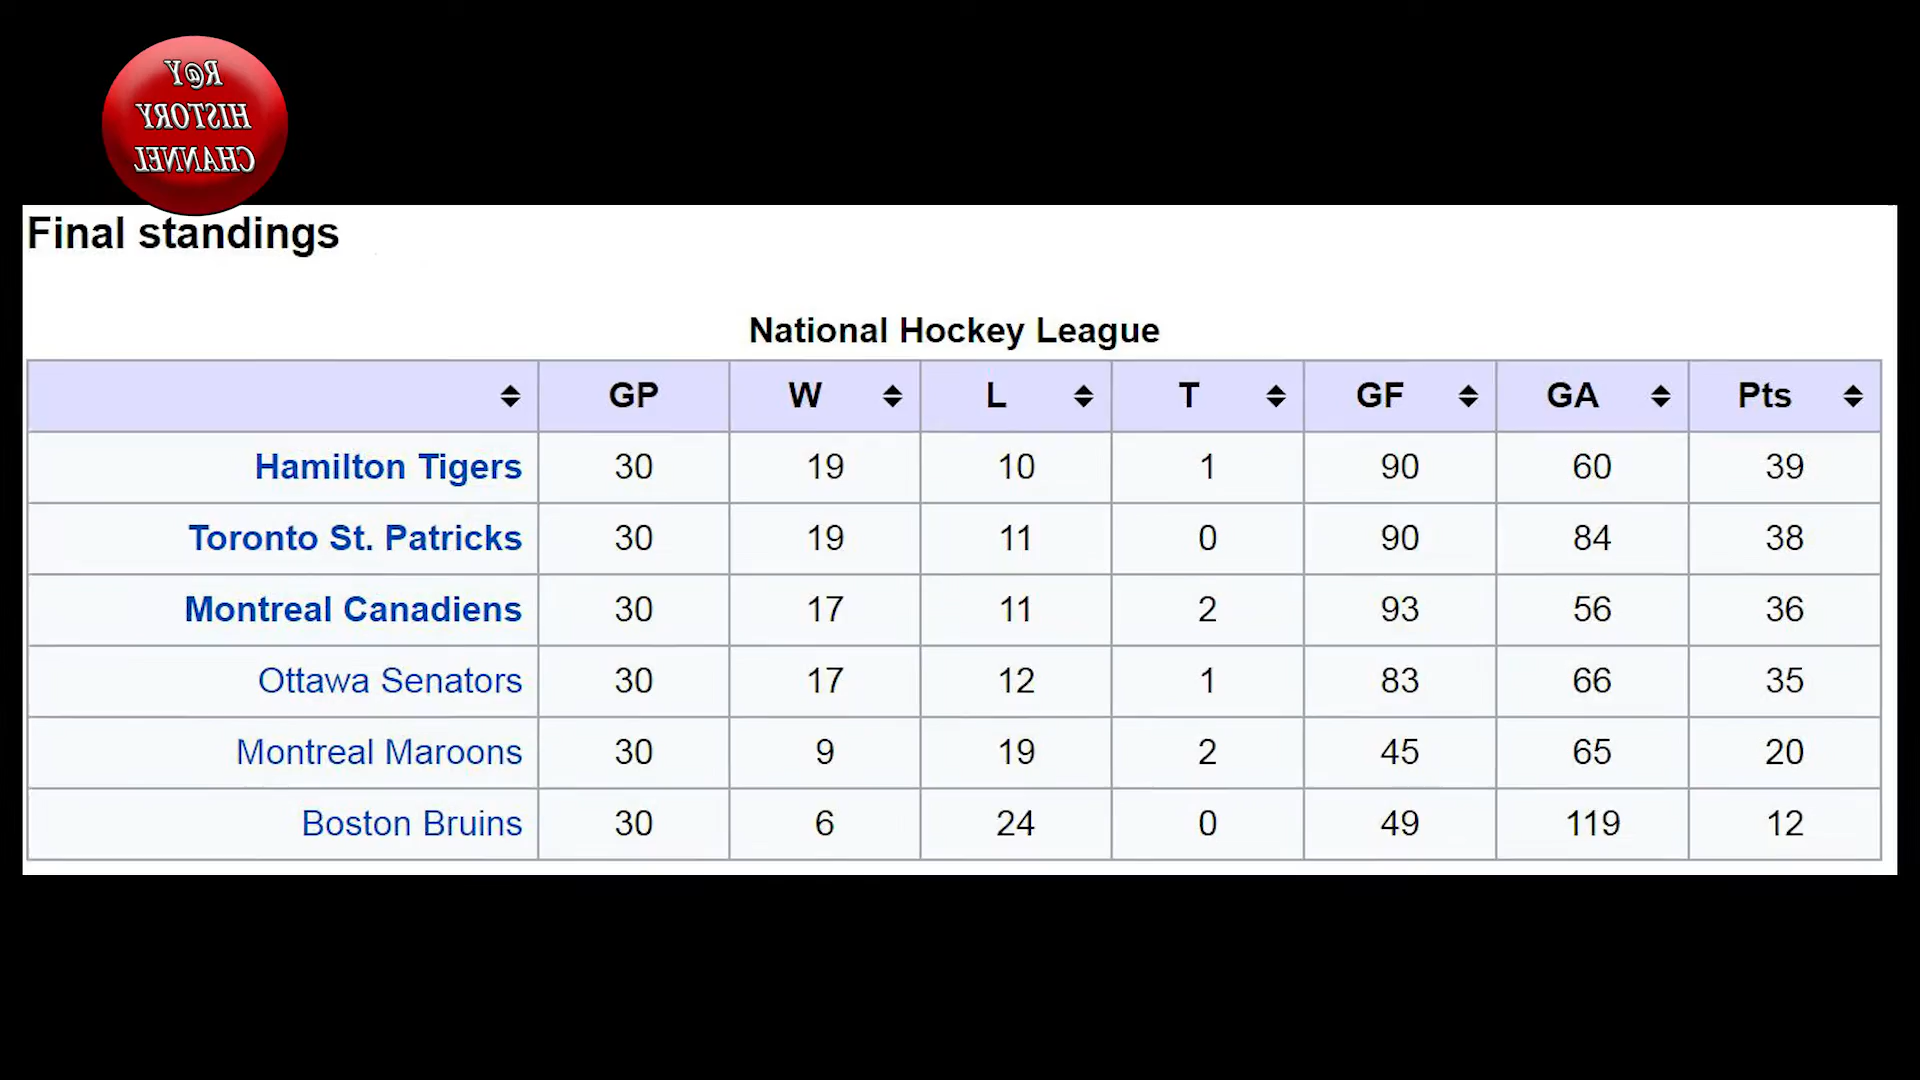 R@Y
HISTORY
CHANNEL
Final standings
National Hockey League
GP W L T GF GA Pts
Hamilton Tigers 30 19 10 1 90 60 39
Toronto St. Patricks 30 19 11 0 90 84 38
Montreal Canadiens 30 17 11 2 93 56 36
Ottawa Senators 30 17 12 1 83 66 35
Montreal Maroons 30 9 19 2 45 65 20
Boston Bruins 30 6 24 0 49 119 12